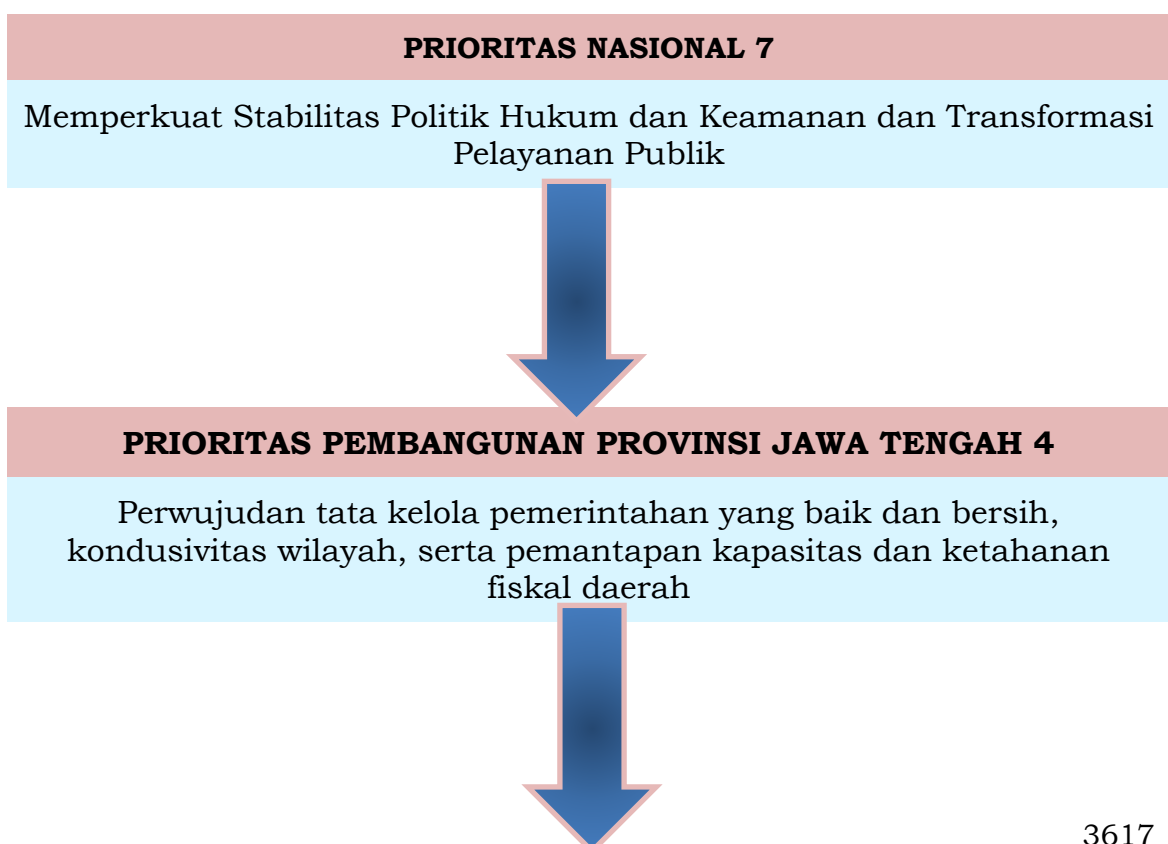 PRIORITAS NASIONAL 7
Memperkuat Stabilitas Politik Hukum dan Keamanan dan Transformasi
Pelayanan Publik
PRIORITAS PEMBANGUNAN PROVINSI JAWA TENGAH 4
Perwujudan tata kelola pemerintahan yang baik dan bersih,
kondusivitas wilayah, serta pemantapan kapasitas dan ketahanan
fiskal daerah
3617